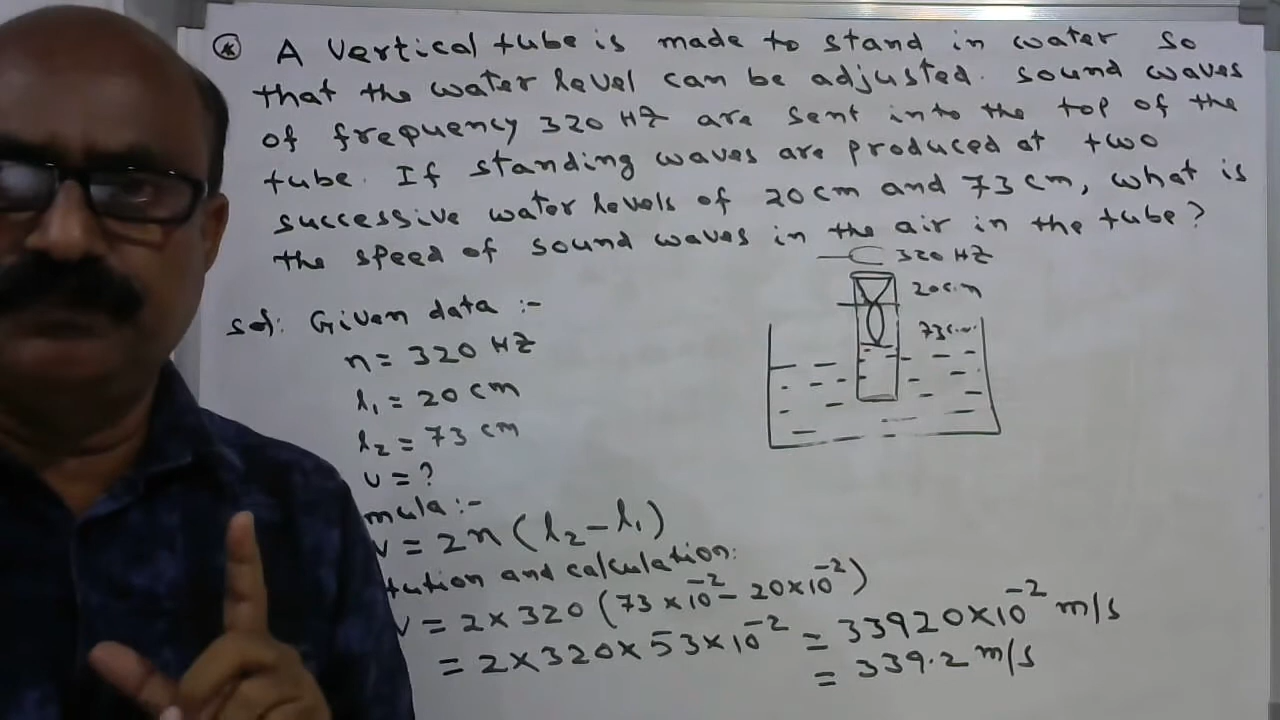 * A Vertical tube is made to stand in water so
that the water level can be adjusted. Sound waves
of frequency 320 HZ are sent into the top of the
tube. If standing waves are produced at two
successive water levels of 20 cm and 73 cm, what is
the speed of sound waves in the air in the tube?
320 HZ
20cm
73cm
Sol: Given data :-
n = 320 HZ
l₁ = 20 cm
l₂ = 73 cm
v = ?
mula :-
v = 2n (l₂ - l₁)
tution and calculation:
v = 2 × 320 (73 × 10⁻² - 20 × 10⁻²)
= 2 × 320 × 53 × 10⁻² = 33920 × 10⁻² m/s
= 339.2 m/s